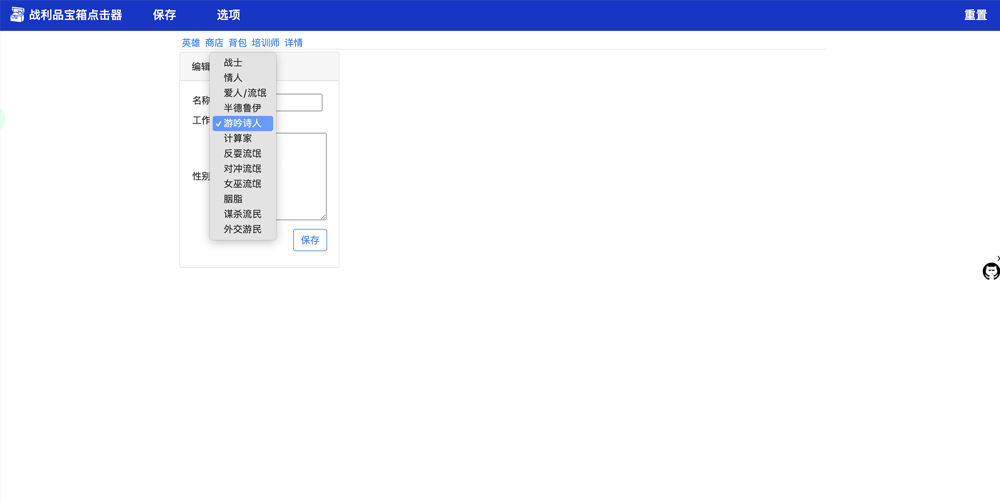 战利品宝箱点击器 保存 选项 重置
英雄 商店 背包 培训师 详情
编辑
名称
工作
性别
战士
情人
爱人/流氓
半德鲁伊
游吟诗人
计算家
反耍流氓
对冲流氓
女巫流氓
胭脂
谋杀流民
外交游民
保存